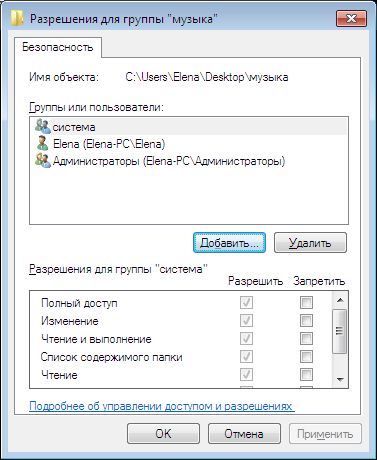 Разрешения для группы "музыка"
Безопасность
Имя объекта: C:\Users\Elena\Desktop\музыка
Группы или пользователи:
система
Elena (Elena-PC\Elena)
Администраторы (Elena-PC\Администраторы)
Добавить... Удалить
Разрешения для группы "система" Разрешить Запретить
Полный доступ
Изменение
Чтение и выполнение
Список содержимого папки
Чтение
Подробнее об управлении доступом и разрешениях
OK Отмена Применить